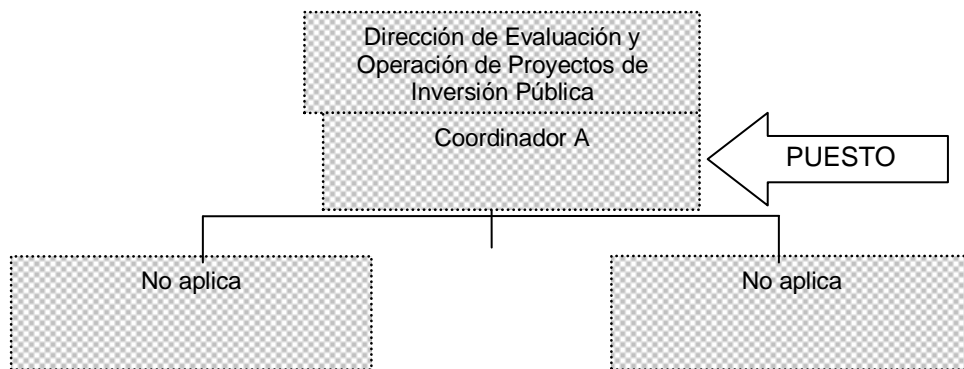 Dirección de Evaluación y
Operación de Proyectos de
Inversión Pública
Coordinador A
PUESTO
No aplica
No aplica